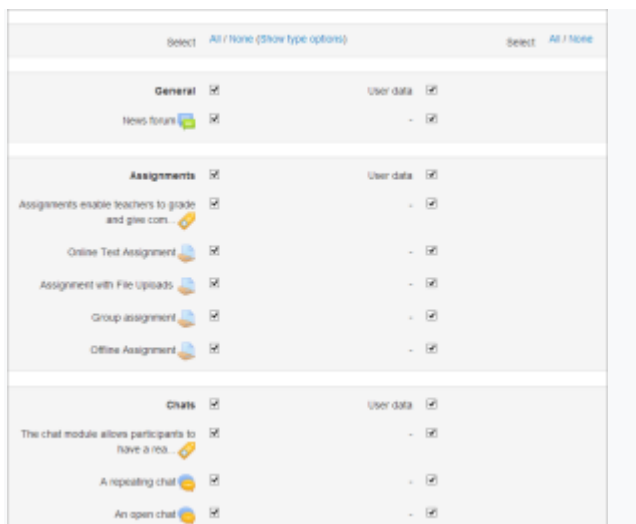 Select All / None (Show type options) Select All / None
General User data
News forum -
Assignments User data
Assignments enable teachers to grade -
and give com...
Online Text Assignment -
Assignment with File Uploads -
Group assignment -
Offline Assignment -
Chats User data
The chat module allows participants to -
have a rea...
A repeating chat -
An open chat -